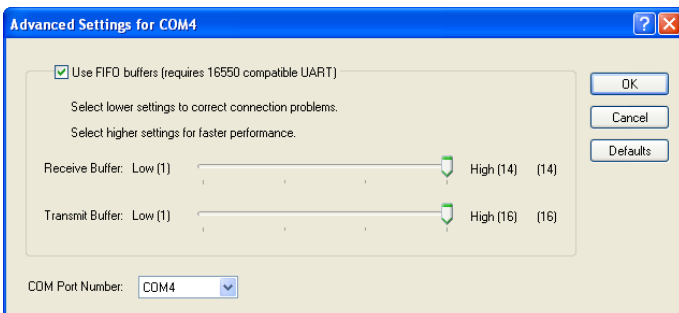 Advanced Settings for COM4
Use FIFO buffers (requires 16550 compatible UART)
OK
Select lower settings to correct connection problems.
Cancel
Select higher settings for faster performance.
Defaults
Receive Buffer: Low (1) High (14) (14)
Transmit Buffer: Low (1) High (16) (16)
COM Port Number: COM4